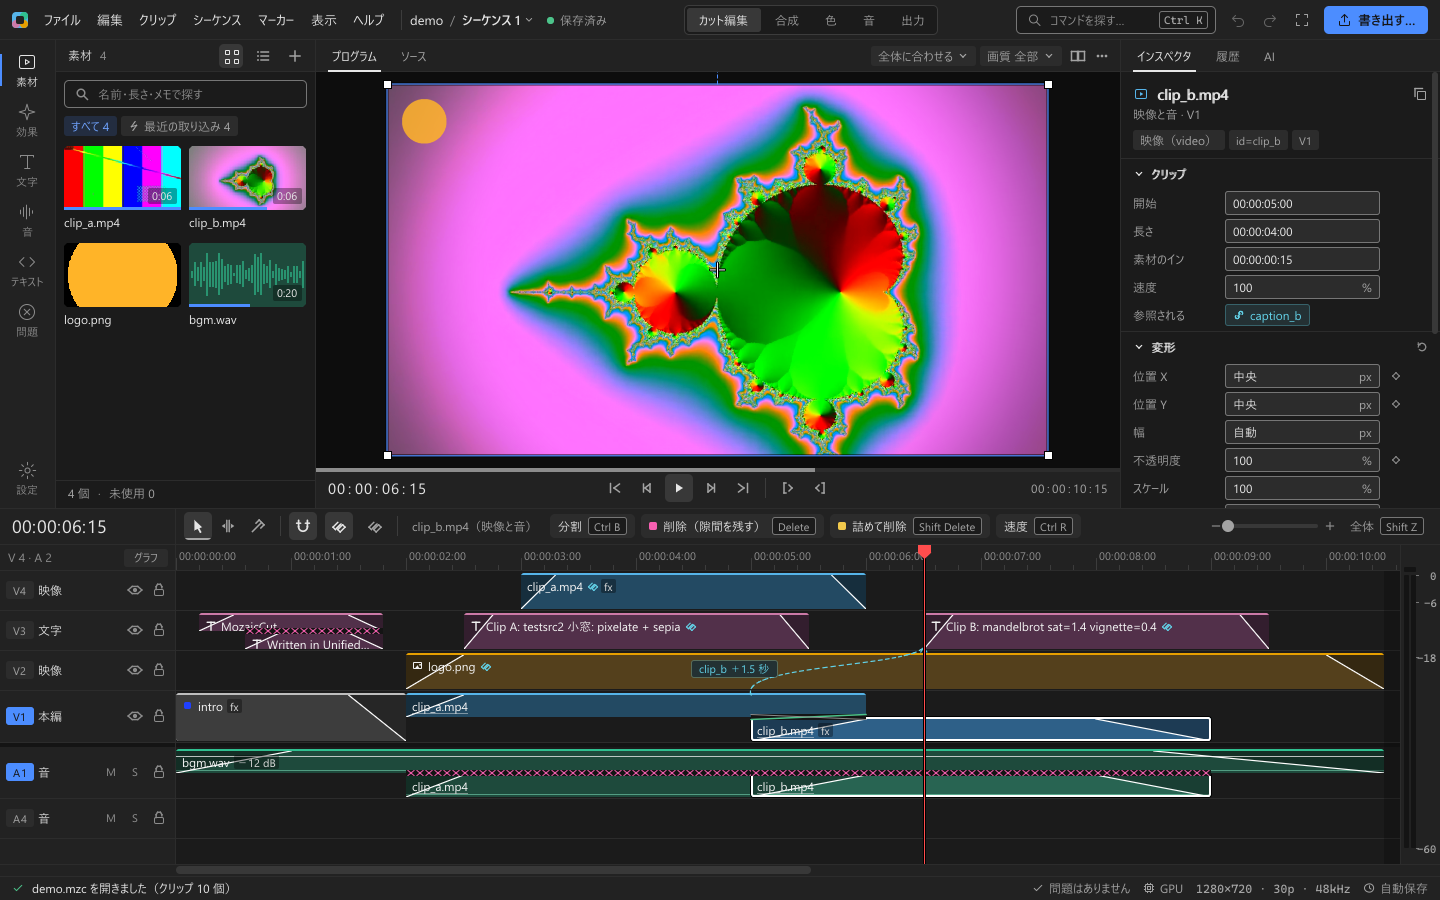 ファイル 編集 クリップ シーケンス マーカー 表示 ヘルプ demo / シーケンス 1 保存済み カット編集 合成 色 音 出力 コマンドを探す... Ctrl K 書き出す...
素材 4
プログラム ソース 全体に合わせる 画質 全部
インスペクタ 履歴 AI
素材
効果
文字
音
テキスト
問題
設定
名前・長さ・メモで探す
すべて 4 最近の取り込み 4
0:06 0:06
clip_a.mp4 clip_b.mp4
0:20
logo.png bgm.wav
4 個 · 未使用 0
00:00:06:15 00:00:10:15
clip_b.mp4
映像と音 · V1
映像（video） id=clip_b V1
クリップ
開始 00:00:05:00
長さ 00:00:04:00
素材のイン 00:00:00:15
速度 100 %
参照される caption_b
変形
位置 X 中央 px
位置 Y 中央 px
幅 自動 px
不透明度 100 %
スケール 100 %
00:00:06:15 clip_b.mp4（映像と音） 分割 Ctrl B 削除（隙間を残す） Delete 詰めて削除 Shift Delete 速度 Ctrl R 全体 Shift Z
V 4 · A 2 グラフ 00:00:00:00 00:00:01:00 00:00:02:00 00:00:03:00 00:00:04:00 00:00:05:00 00:00:07:00 00:00:08:00 00:00:09:00 00:00:10:00
V4 映像 clip_a.mp4 fx
V3 文字 MozaicCut Clip A: testsrc2 小窓: pixelate + sepia Clip B: mandelbrot sat=1.4 vignette=0.4
Written in Unified...
V2 映像 logo.png clip_b ＋1.5 秒
V1 本編 intro fx clip_a.mp4
clip_b.mp4 fx
A1 音 M S bgm.wav −12 dB
clip_a.mp4 clip_b.mp4
A4 音 M S
0
-6
-18
-60
demo.mzc を開きました（クリップ 10 個） 問題はありません GPU 1280×720 · 30p · 48kHz 自動保存